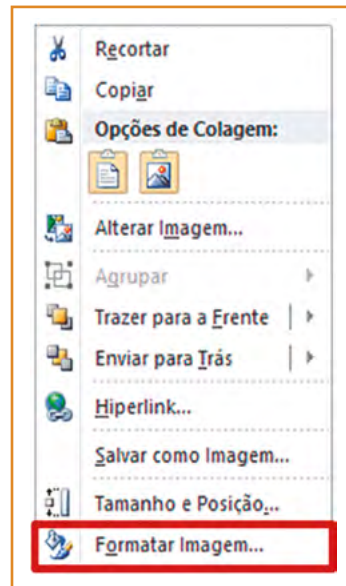 Recortar
Copiar
Opções de Colagem:
Alterar Imagem...
Agrupar
Trazer para a Frente
Enviar para Trás
Hiperlink...
Salvar como Imagem...
Tamanho e Posição...
Formatar Imagem...